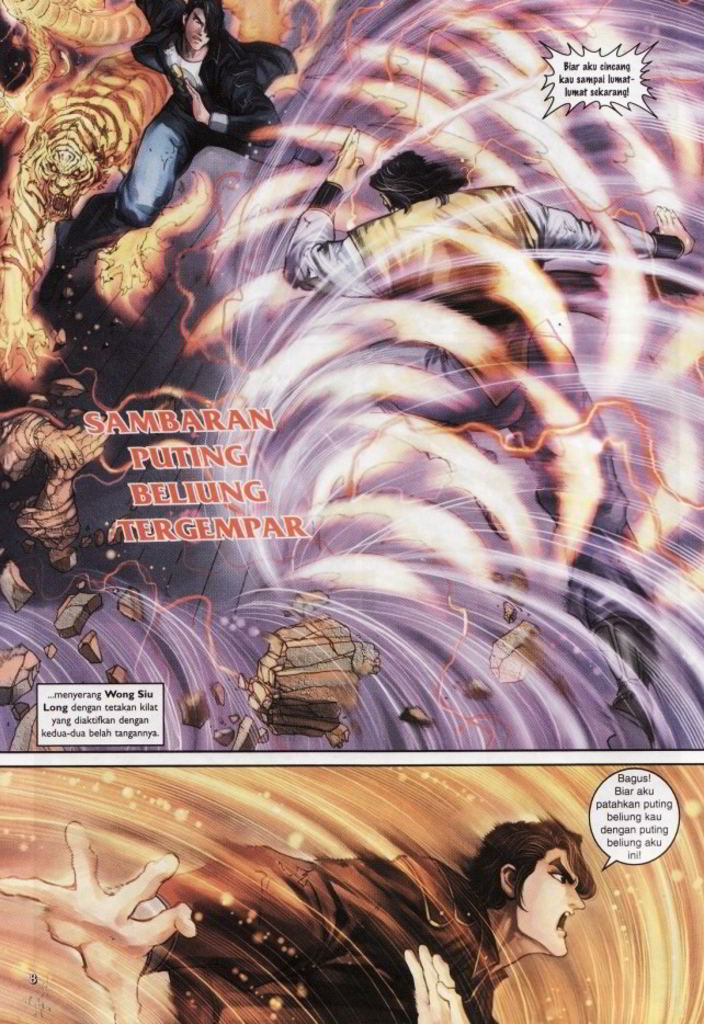 Biar aku cincang
kau sampai lumat-
lumat sekarang!
SAMBARAN
PUTING
BELIUNG
TERGEMPAR
...menyerang Wong Siu
Long dengan tetakan kilat
yang diaktifkan dengan
kedua-dua belah tangannya.
Bagus!
Biar aku
patahkan puting
beliung kau
dengan puting
beliung aku
ini!
8